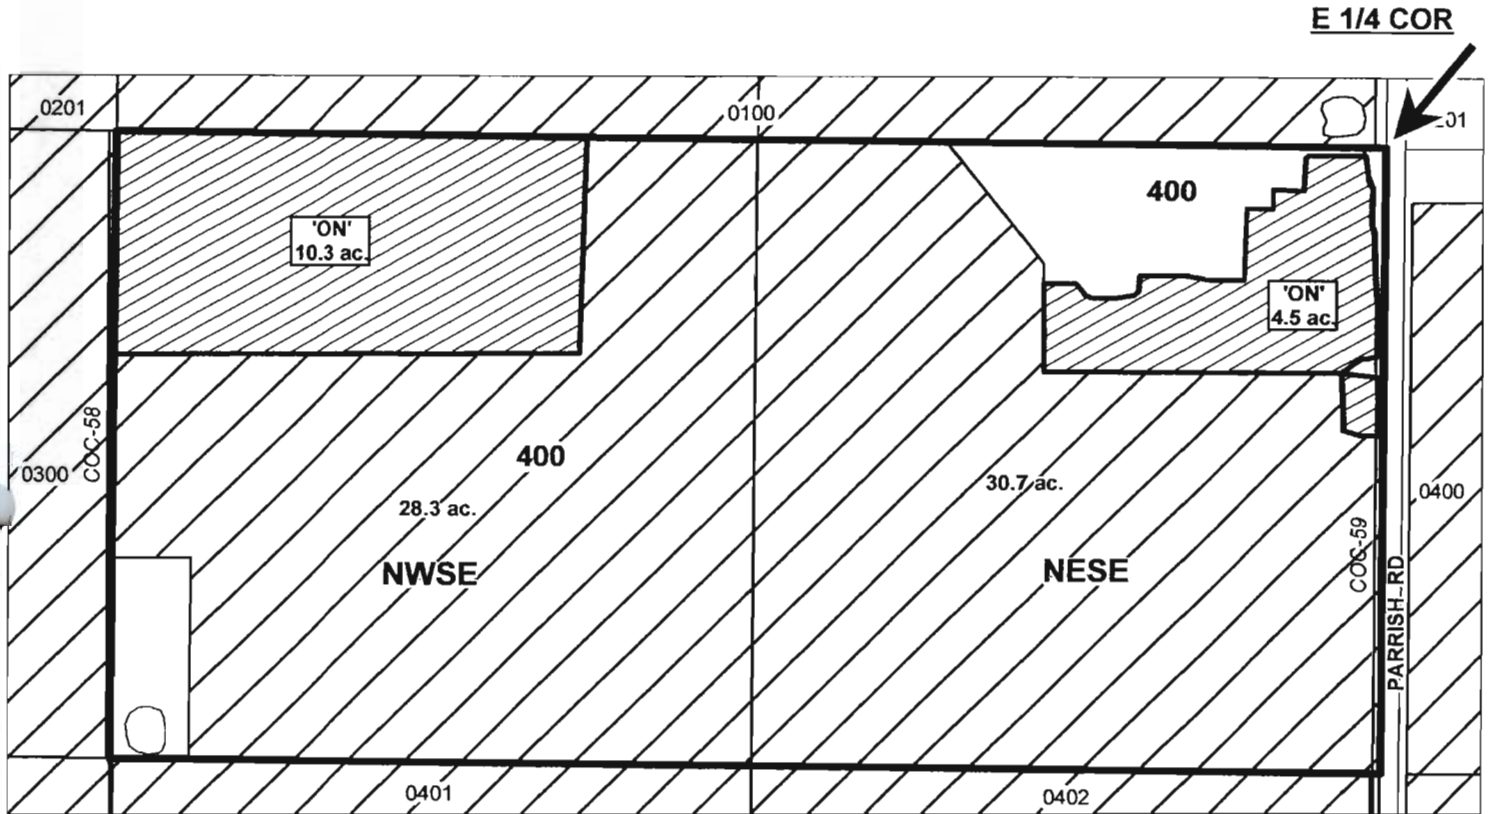 E 1/4 COR
0201
0100
01
400
'ON'
10.3 ac.
'ON'
4.5 ac.
COC-58
0300
400
28.3 ac.
30.7 ac.
0400
NWSE
NESE
COC-59
PARRISH RD
0401
0402